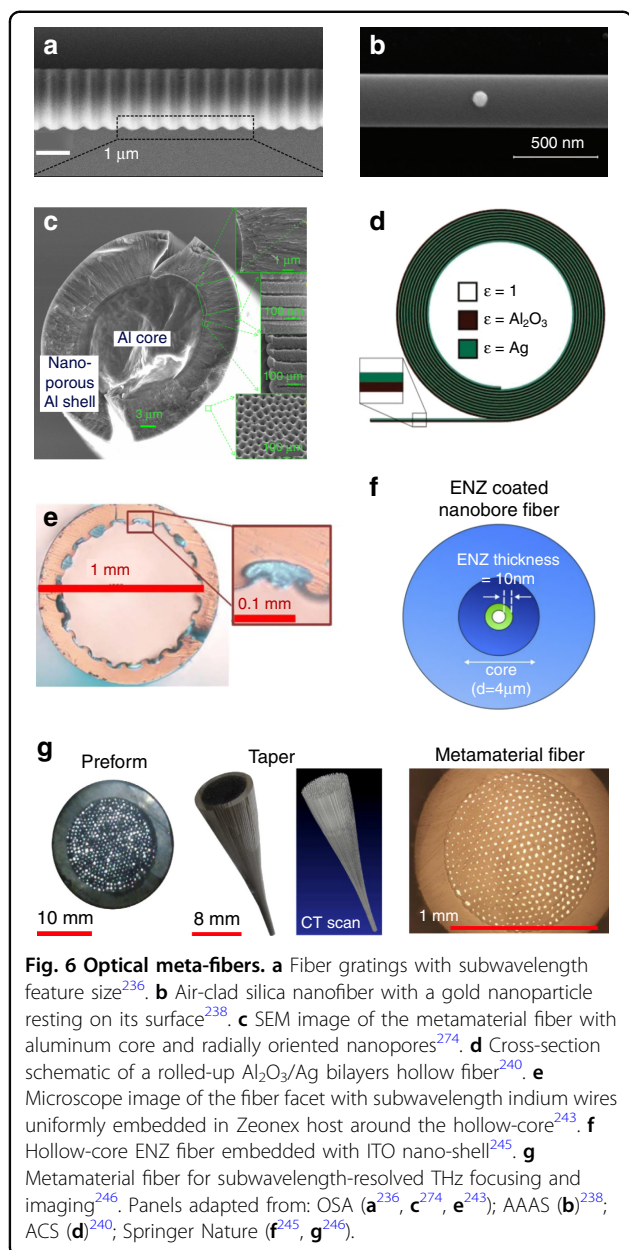 a
1 μm
b
500 nm
c
Al core
Nano-
porous
Al shell
3 μm
1 μm
100 μm
100 μm
100 μm
d
ε = 1
ε = Al₂O₃
ε = Ag
e
1 mm
0.1 mm
f
ENZ coated
nanobore fiber
ENZ thickness
= 10nm
core
(d=4μm)
g
Preform
Taper
Metamaterial fiber
10 mm
8 mm
CT scan
1 mm
Fig. 6 Optical meta-fibers. a Fiber gratings with subwavelength
feature size²³⁶. b Air-clad silica nanofiber with a gold nanoparticle
resting on its surface²³⁸. c SEM image of the metamaterial fiber with
aluminum core and radially oriented nanopores²⁷⁴. d Cross-section
schematic of a rolled-up Al₂O₃/Ag bilayers hollow fiber²⁴⁰. e
Microscope image of the fiber facet with subwavelength indium wires
uniformly embedded in Zeonex host around the hollow-core²⁴³. f
Hollow-core ENZ fiber embedded with ITO nano-shell²⁴⁵. g
Metamaterial fiber for subwavelength-resolved THz focusing and
imaging²⁴⁶. Panels adapted from: OSA (a²³⁶, c²⁷⁴, e²⁴³); AAAS (b)²³⁸;
ACS (d)²⁴⁰; Springer Nature (f²⁴⁵, g²⁴⁶).